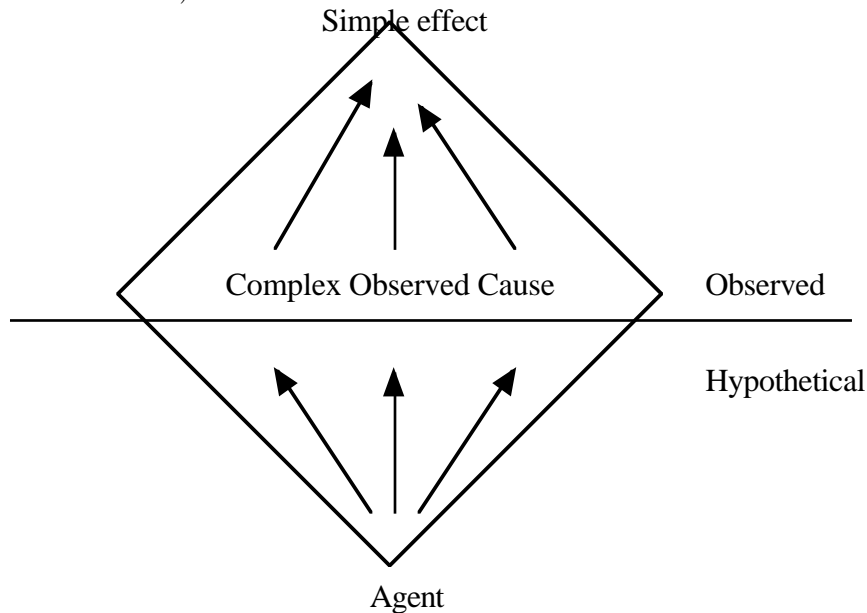 Simple effect
Complex Observed Cause
Observed
Hypothetical
Agent